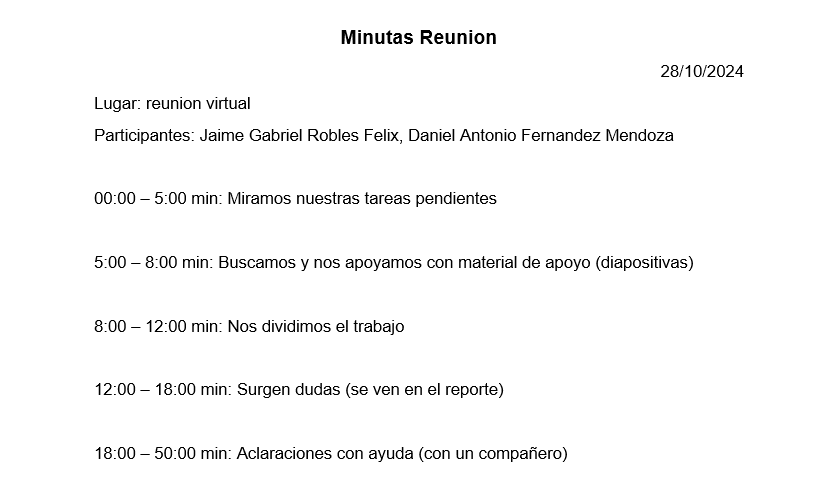 Minutas Reunion
28/10/2024
Lugar: reunion virtual
Participantes: Jaime Gabriel Robles Felix, Daniel Antonio Fernandez Mendoza
00:00 – 5:00 min: Miramos nuestras tareas pendientes
5:00 – 8:00 min: Buscamos y nos apoyamos con material de apoyo (diapositivas)
8:00 – 12:00 min: Nos dividimos el trabajo
12:00 – 18:00 min: Surgen dudas (se ven en el reporte)
18:00 – 50:00 min: Aclaraciones con ayuda (con un compañero)